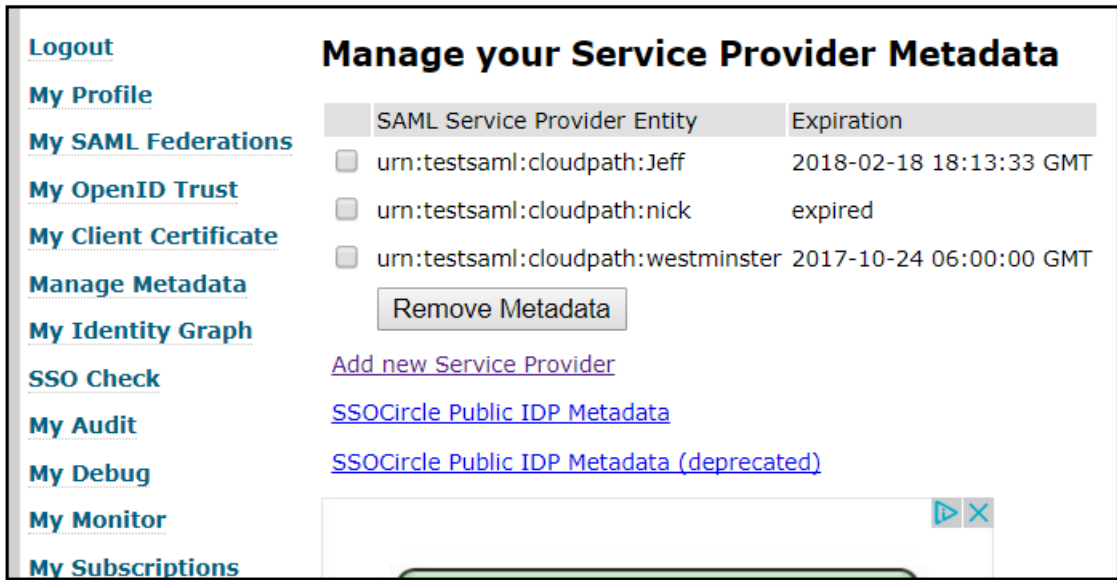 Logout
My Profile
My SAML Federations
My OpenID Trust
My Client Certificate
Manage Metadata
My Identity Graph
SSO Check
My Audit
My Debug
My Monitor
My Subscriptions
Manage your Service Provider Metadata
SAML Service Provider Entity Expiration
urn:testsaml:cloudpath:Jeff 2018-02-18 18:13:33 GMT
urn:testsaml:cloudpath:nick expired
urn:testsaml:cloudpath:westminster 2017-10-24 06:00:00 GMT
Remove Metadata
Add new Service Provider
SSOCircle Public IDP Metadata
SSOCircle Public IDP Metadata (deprecated)